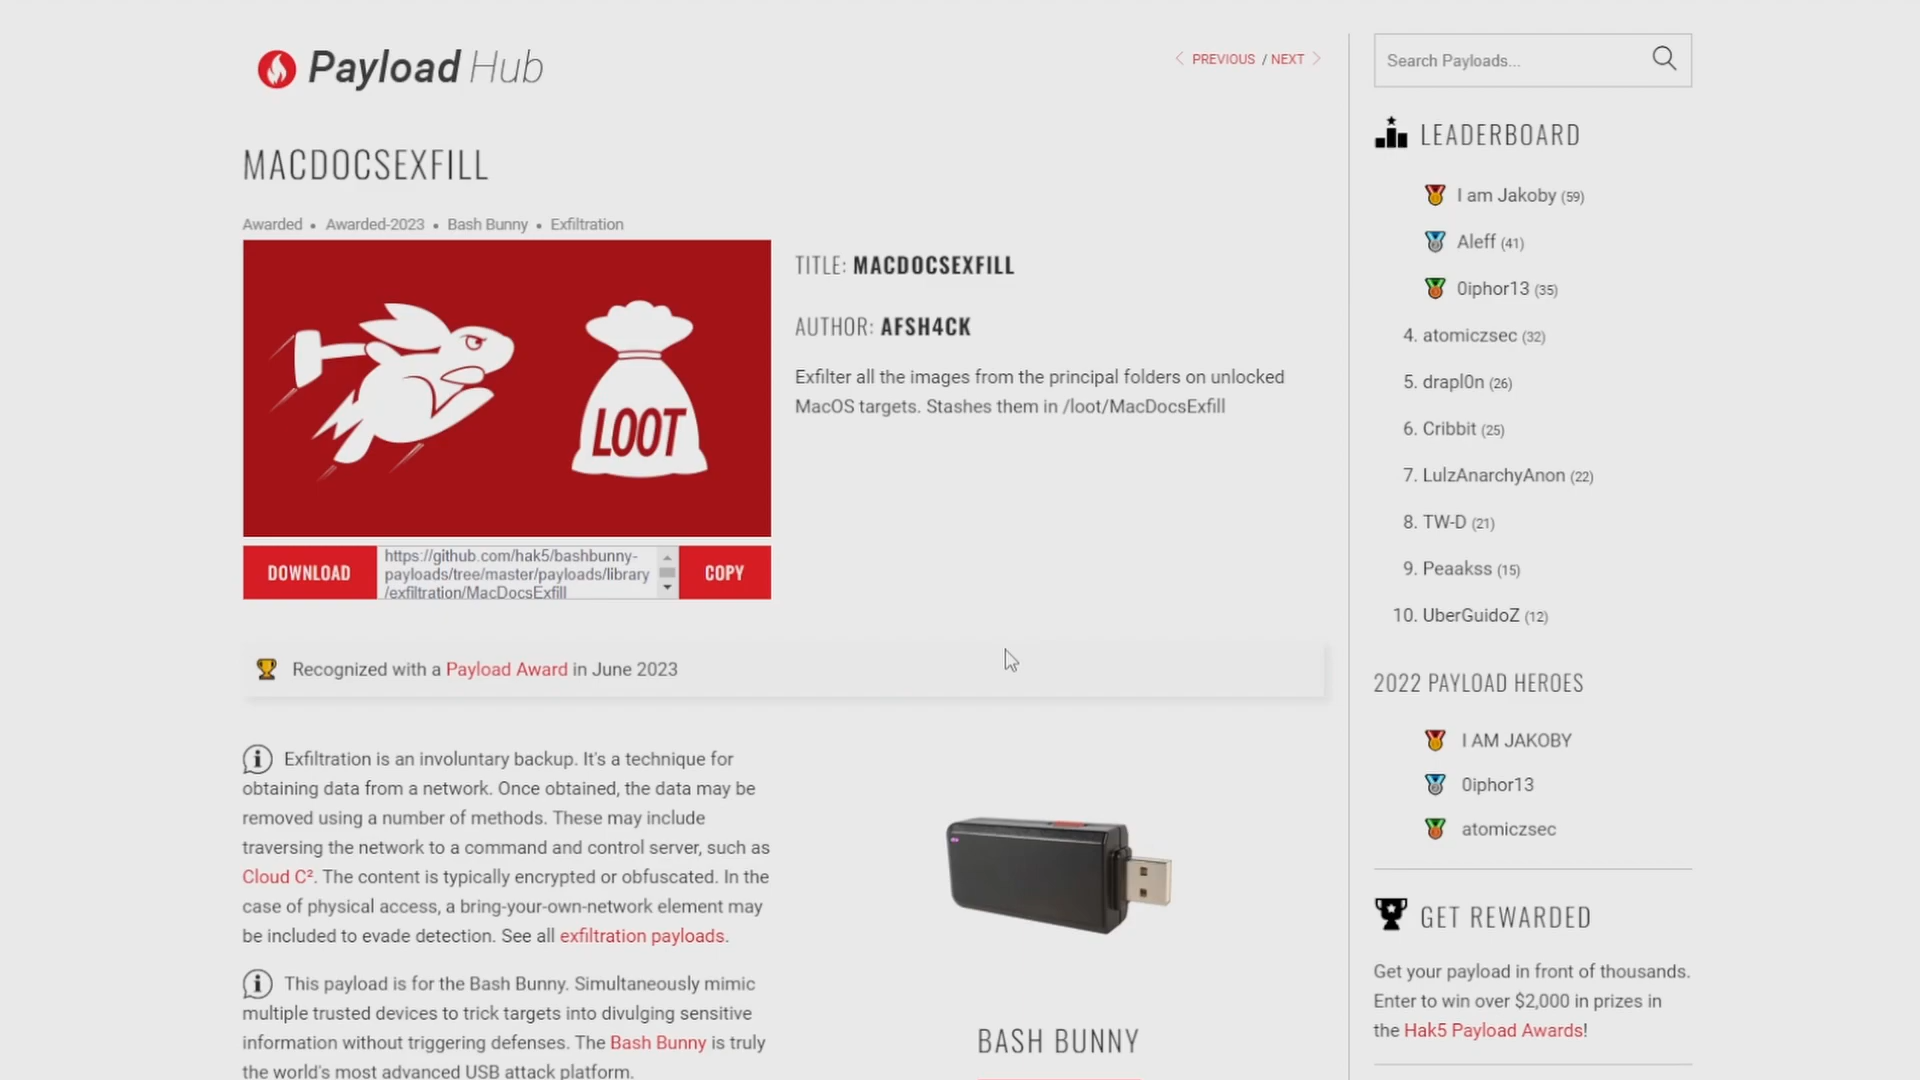 Payload Hub
PREVIOUS / NEXT
MACDOCSEXFILL
Awarded • Awarded-2023 • Bash Bunny • Exfiltration
LOOT
TITLE: MACDOCSEXFILL
AUTHOR: AFSH4CK
Exfilter all the images from the principal folders on unlocked
MacOS targets. Stashes them in /loot/MacDocsExfill
DOWNLOAD
https://github.com/hak5/bashbunny-
payloads/tree/master/payloads/library
/exfiltration/MacDocsExfill
COPY
Recognized with a Payload Award in June 2023
Exfiltration is an involuntary backup. It's a technique for
obtaining data from a network. Once obtained, the data may be
removed using a number of methods. These may include
traversing the network to a command and control server, such as
Cloud C². The content is typically encrypted or obfuscated. In the
case of physical access, a bring-your-own-network element may
be included to evade detection. See all exfiltration payloads.
This payload is for the Bash Bunny. Simultaneously mimic
multiple trusted devices to trick targets into divulging sensitive
information without triggering defenses. The Bash Bunny is truly
the world's most advanced USB attack platform.
BASH BUNNY
Search Payloads...
LEADERBOARD
I am Jakoby (59)
Aleff (41)
0iphor13 (35)
4. atomiczsec (32)
5. drapl0n (26)
6. Cribbit (25)
7. LulzAnarchyAnon (22)
8. TW-D (21)
9. Peaakss (15)
10. UberGuidoZ (12)
2022 PAYLOAD HEROES
I AM JAKOBY
0iphor13
atomiczsec
GET REWARDED
Get your payload in front of thousands.
Enter to win over $2,000 in prizes in
the Hak5 Payload Awards!